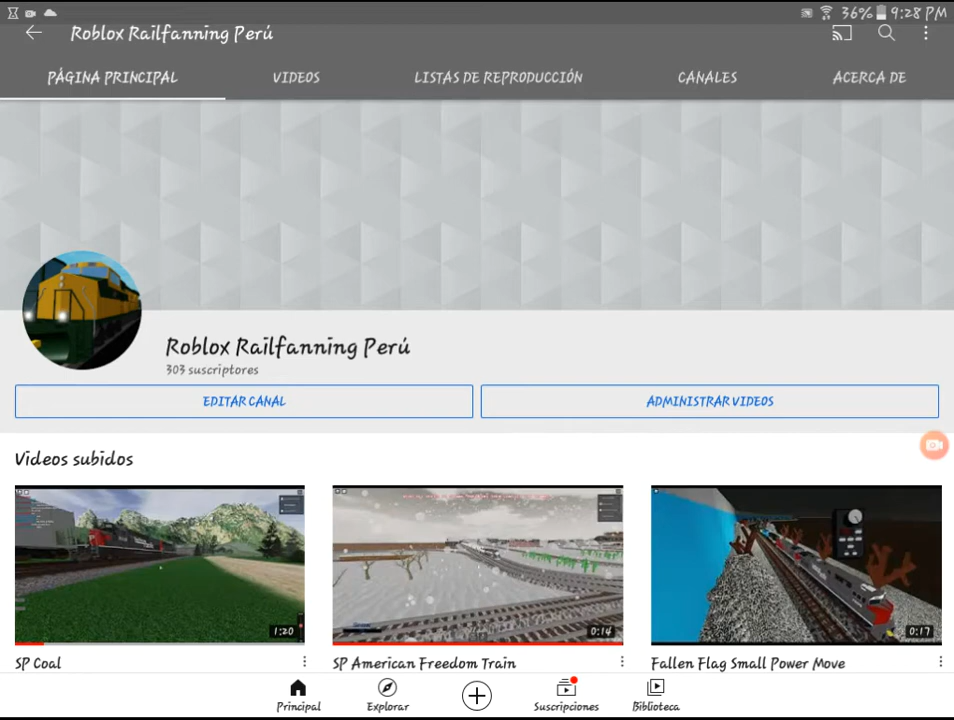 36% 9:28 PM
Roblox Railfanning Perú
PÁGINA PRINCIPAL VIDEOS LISTAS DE REPRODUCCIÓN CANALES ACERCA DE
Roblox Railfanning Perú
303 suscriptores
EDITAR CANAL ADMINISTRAR VIDEOS
Videos subidos
1:20 0:14 0:17
SP Coal SP American Freedom Train Fallen Flag Small Power Move
Principal Explorar Suscripciones Biblioteca